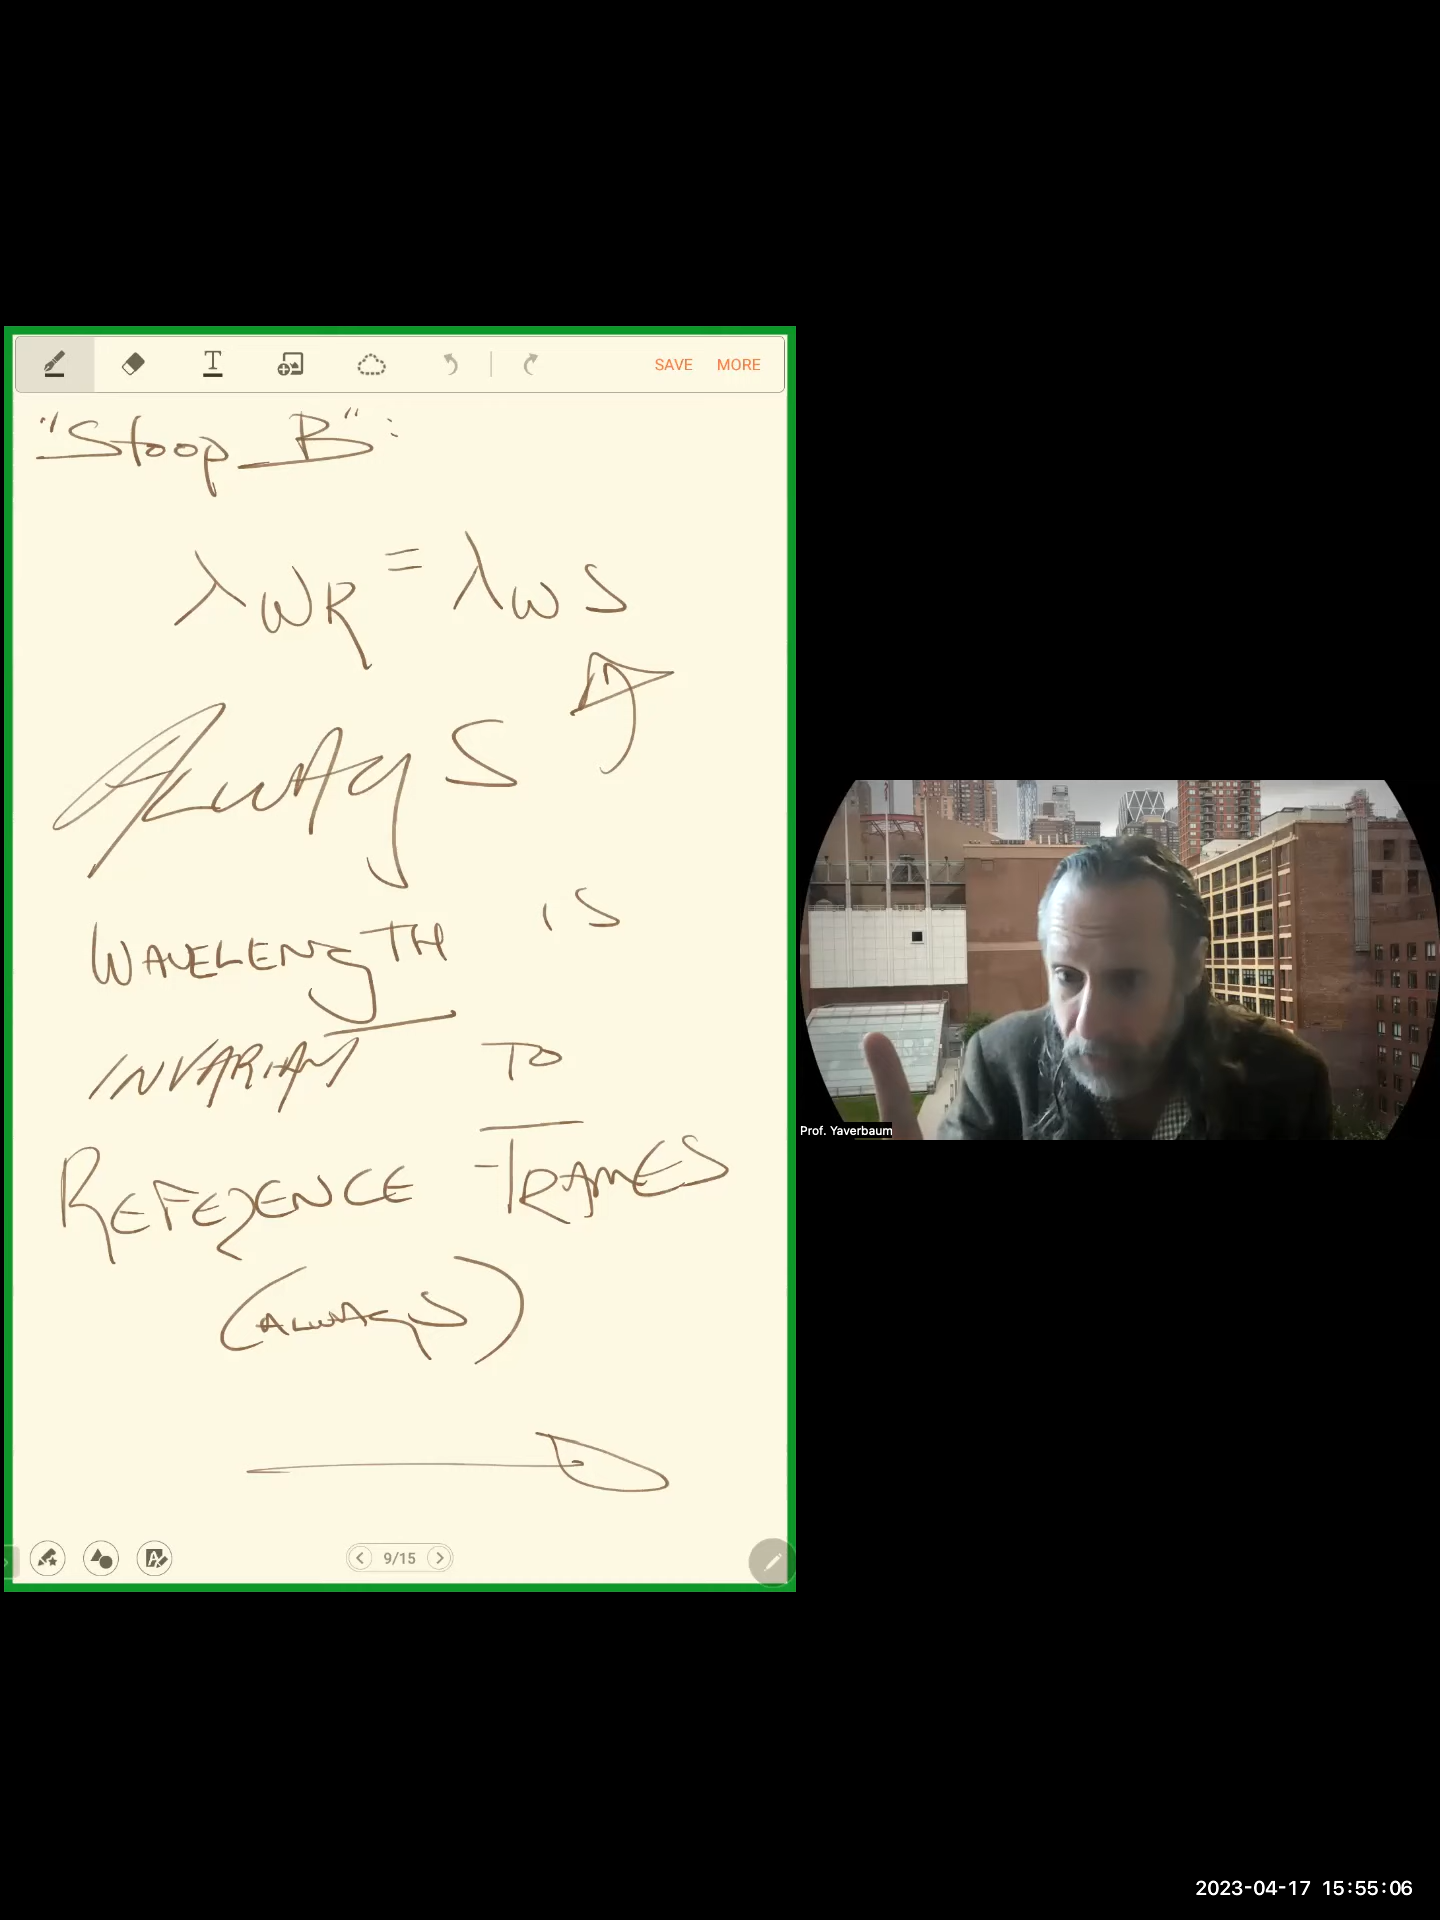 SAVE MORE
"Stoop B":
λWR = λWS
ALWAYS
WAVELENGTH IS
INVARIANT TO
REFERENCE FRAMES
(ALWAYS)
9/15
Prof. Yaverbaum
2023-04-17 15:55:06